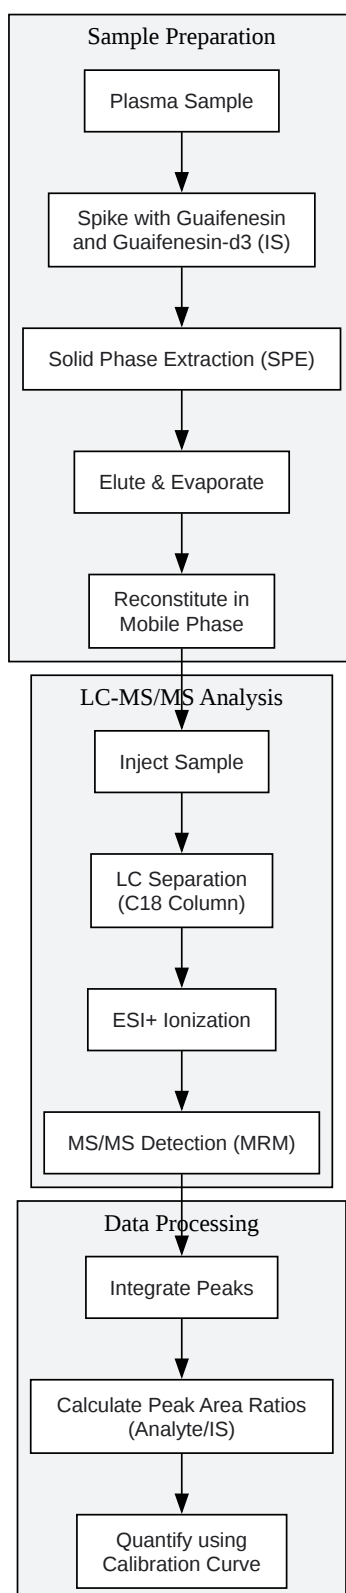 Sample Preparation
Plasma Sample
Spike with Guaifenesin
and Guaifenesin-d3 (IS)
Solid Phase Extraction (SPE)
Elute & Evaporate
Reconstitute in
Mobile Phase
LC-MS/MS Analysis
Inject Sample
LC Separation
(C18 Column)
ESI+ Ionization
MS/MS Detection (MRM)
Data Processing
Integrate Peaks
Calculate Peak Area Ratios
(Analyte/IS)
Quantify using
Calibration Curve